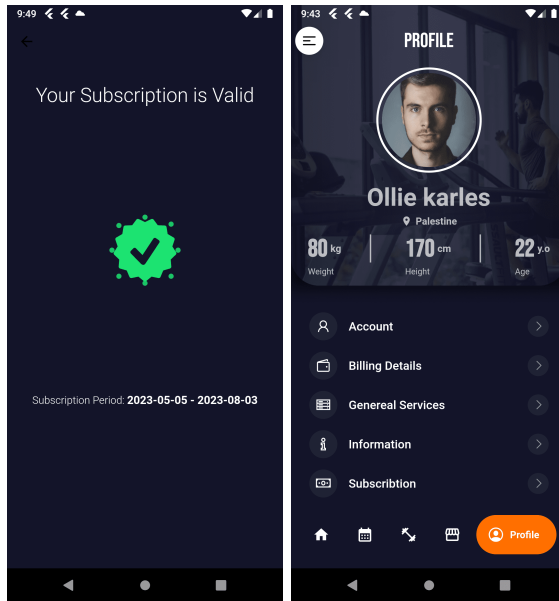 9:49
Your Subscription is Valid
Subscription Period: 2023-05-05 - 2023-08-03
9:43
PROFILE
Ollie karles
Palestine
80 kg 170 cm 22 y.o
Weight Height Age
Account
Billing Details
Genereal Services
Information
Subscribtion
Profile